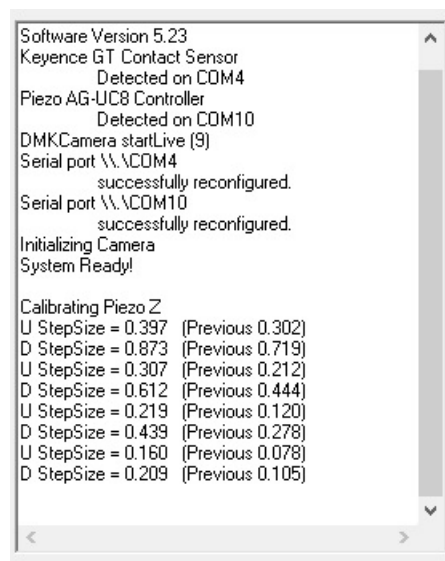 Software Version 5.23
Keyence GT Contact Sensor
Detected on COM4
Piezo AG-UC8 Controller
Detected on COM10
DMKCamera startLive (9)
Serial port \\.\COM4
successfully reconfigured.
Serial port \\.\COM10
successfully reconfigured.
Initializing Camera
System Ready!
Calibrating Piezo Z
U StepSize = 0.397 (Previous 0.302)
D StepSize = 0.873 (Previous 0.719)
U StepSize = 0.307 (Previous 0.212)
D StepSize = 0.612 (Previous 0.444)
U StepSize = 0.219 (Previous 0.120)
D StepSize = 0.439 (Previous 0.278)
U StepSize = 0.160 (Previous 0.078)
D StepSize = 0.209 (Previous 0.105)